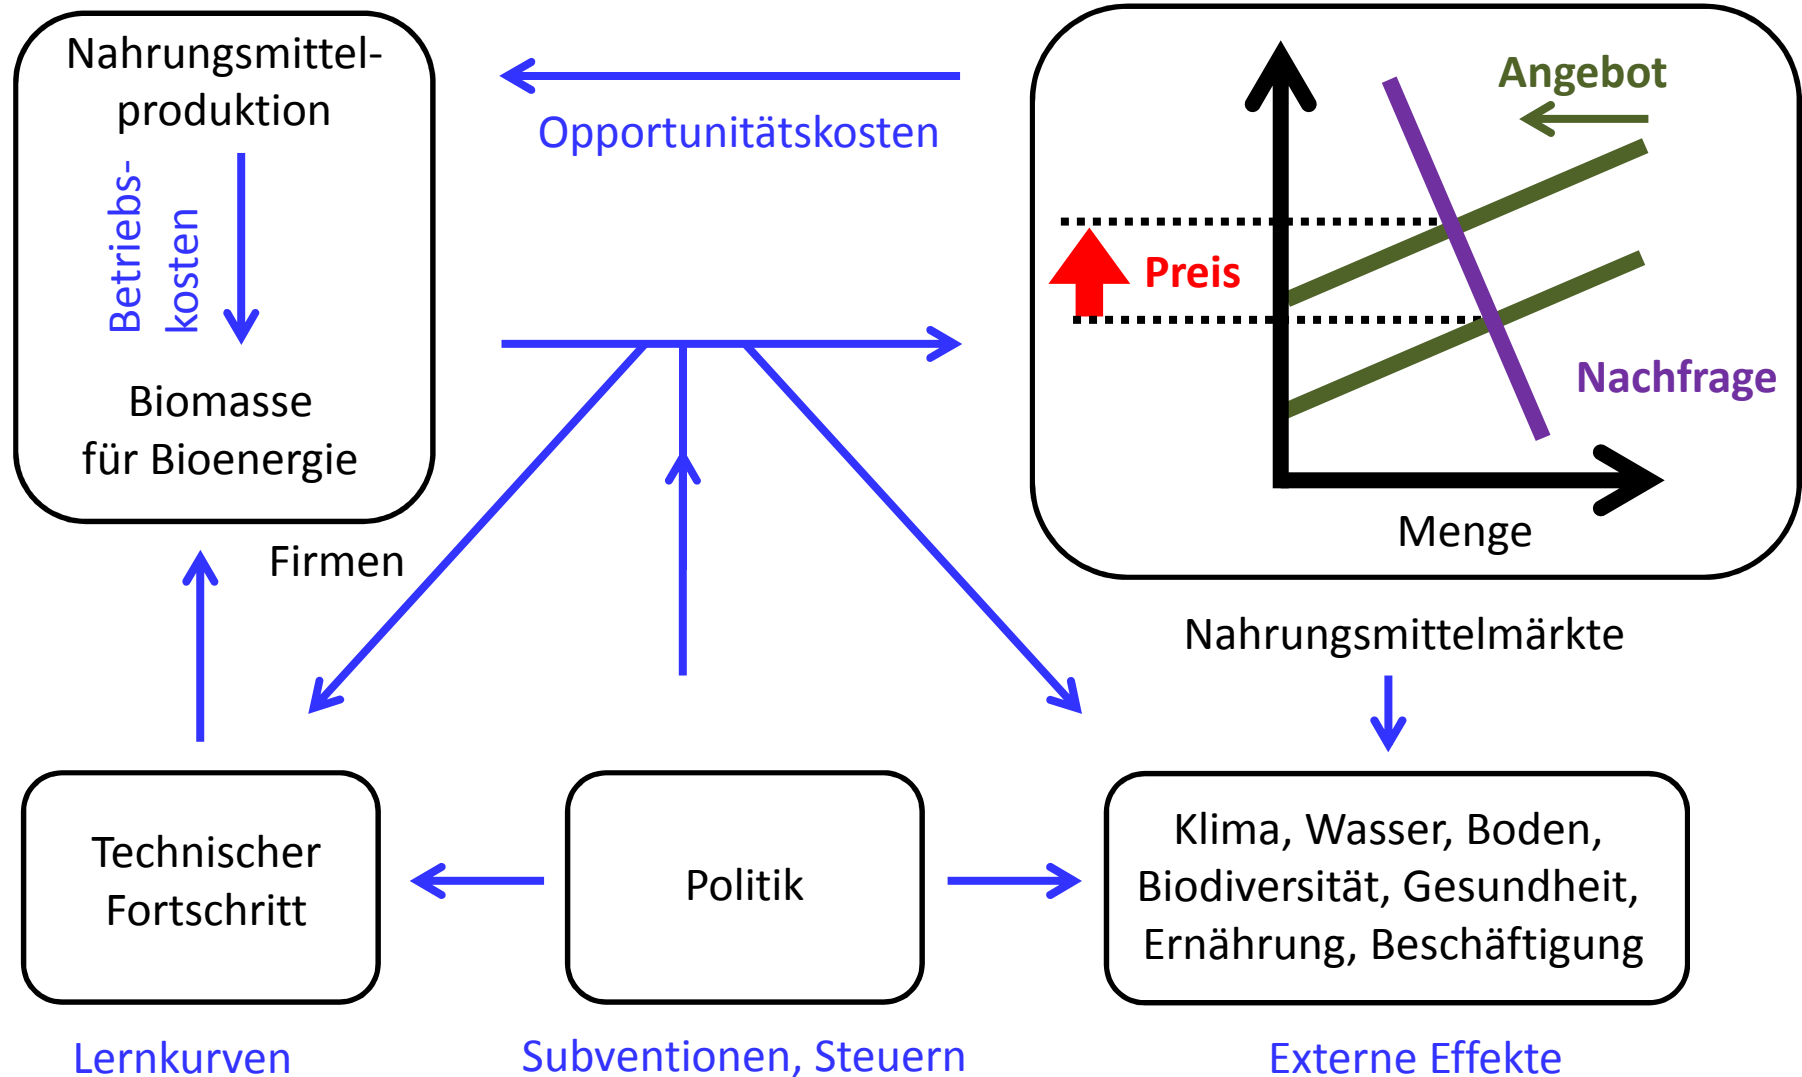 Nahrungsmittel-
produktion
Betriebs-
kosten
Biomasse
für Bioenergie
Firmen
Opportunitätskosten
Angebot
Preis
Nachfrage
Menge
Nahrungsmittelmärkte
Technischer
Fortschritt
Lernkurven
Politik
Subventionen, Steuern
Klima, Wasser, Boden,
Biodiversität, Gesundheit,
Ernährung, Beschäftigung
Externe Effekte